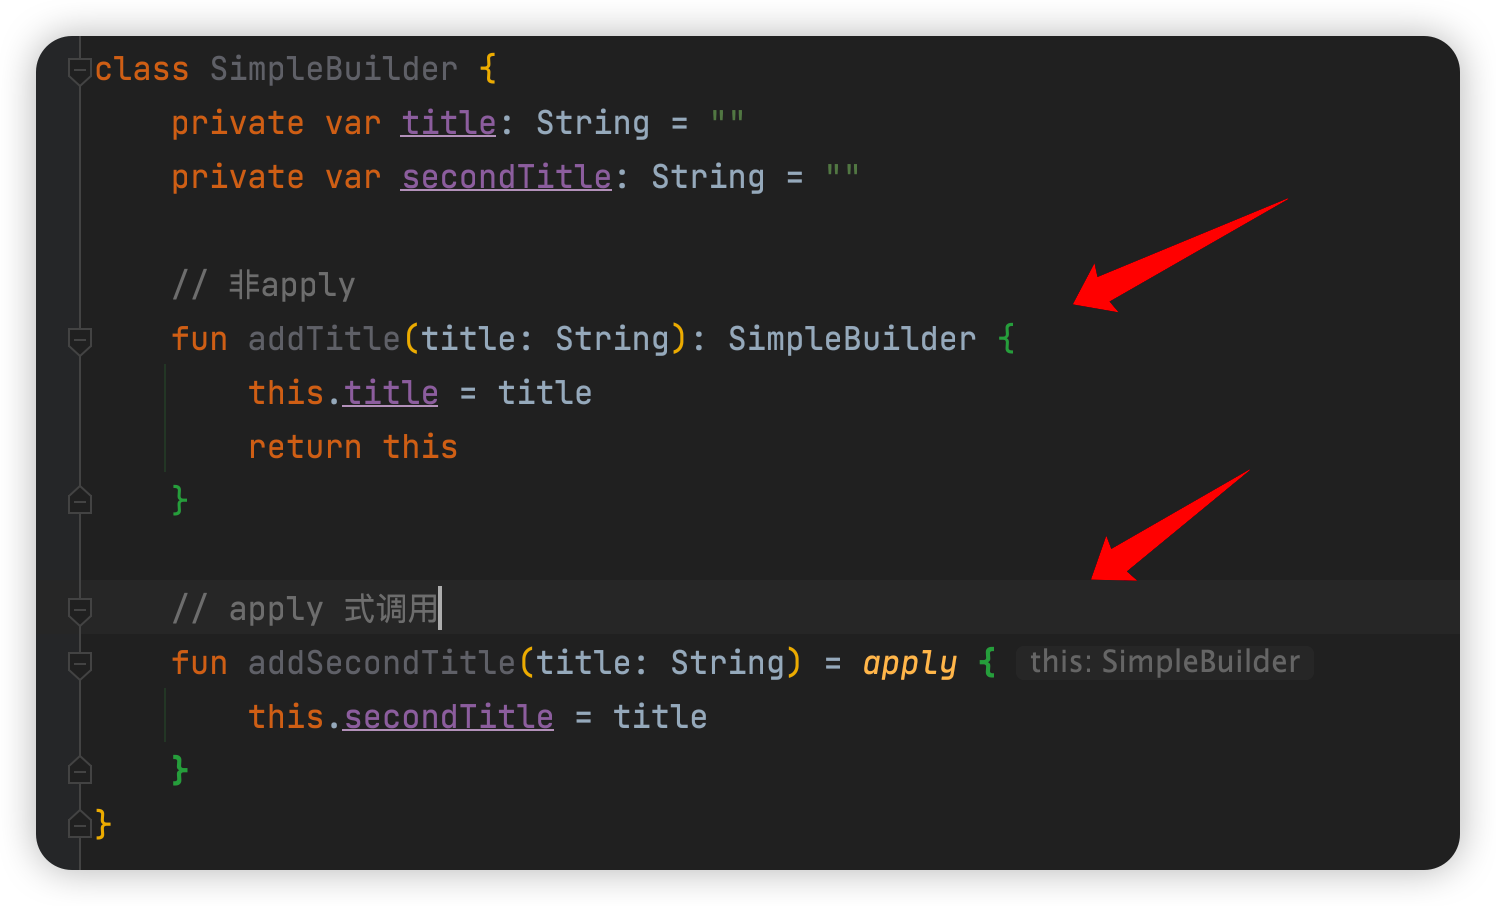 class SimpleBuilder {
private var title: String = ""
private var secondTitle: String = ""
// 非apply
fun addTitle(title: String): SimpleBuilder {
this.title = title
return this
}
// apply 式调用
fun addSecondTitle(title: String) = apply { this: SimpleBuilder
this.secondTitle = title
}
}